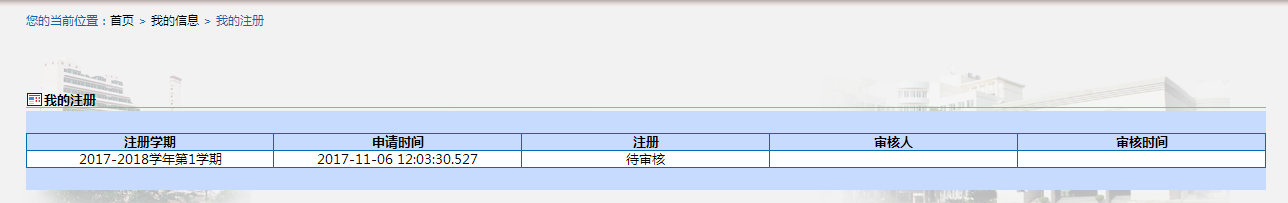 您的当前位置：首页 > 我的信息 > 我的注册
我的注册
注册学期 申请时间 注册 审核人 审核时间
2017-2018学年第1学期 2017-11-06 12:03:30.527 待审核